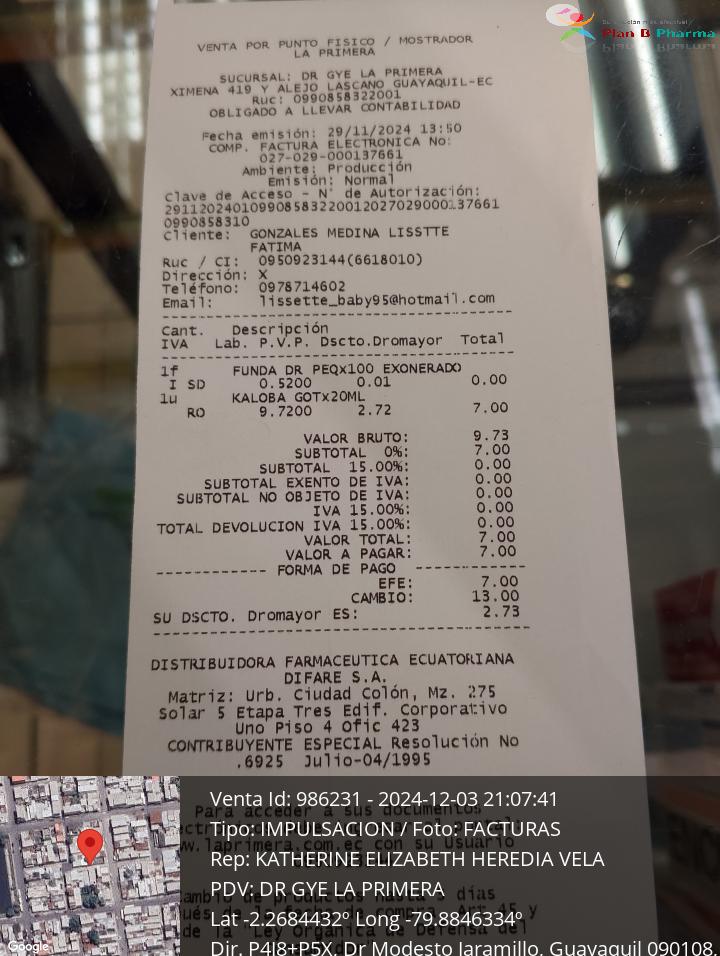 Plan B Pharma
VENTA POR PUNTO FISICO / MOSTRADOR
LA PRIMERA
SUCURSAL: DR GYE LA PRIMERA
XIMENA 419 Y ALEJO LASCANO GUAYAQUIL-EC
Ruc: 0990858322001
OBLIGADO A LLEVAR CONTABILIDAD
Fecha emisión: 29/11/2024 13:50
COMP. FACTURA ELECTRONICA No:
027-029-000137661
Ambiente: Producción
Emisión: Normal
Clave de Acceso - N° de Autorización:
291120240109908583220012027029000137661
0990858310
Cliente: GONZALES MEDINA LISSTTE
FATIMA
Ruc / CI: 0950923144(6618010)
Dirección: X
Teléfono: 0978714602
Email: lissette_baby95@hotmail.com
Cant. Descripción
IVA Lab. P.V.P. Dscto.Dromayor Total
1f FUNDA DR PEQx100 EXONERADO
I SD 0.5200 0.01 0.00
1u KALOBA GOTx20ML
RO 9.7200 2.72 7.00
VALOR BRUTO: 9.73
SUBTOTAL 0%: 7.00
SUBTOTAL 15.00%: 0.00
SUBTOTAL EXENTO DE IVA: 0.00
SUBTOTAL NO OBJETO DE IVA: 0.00
IVA 15.00%: 0.00
TOTAL DEVOLUCION IVA 15.00%: 0.00
VALOR TOTAL: 7.00
VALOR A PAGAR: 7.00
------------ FORMA DE PAGO ------------
EFE: 7.00
CAMBIO: 13.00
SU DSCTO. Dromayor ES: 2.73
DISTRIBUIDORA FARMACEUTICA ECUATORIANA
DIFARE S.A.
Matriz: Urb. Ciudad Colón, Mz. 275
Solar 5 Etapa Tres Edif. Corporativo
Uno Piso 4 Ofic 423
CONTRIBUYENTE ESPECIAL Resolución No
.6925 Julio-04/1995
Para acceder a sus documentos
Venta Id: 986231 - 2024-12-03 21:07:41
Tipo: IMPULSACION / Foto: FACTURAS
Rep: KATHERINE ELIZABETH HEREDIA VELA
PDV: DR GYE LA PRIMERA
Lat -2.2684432° Long -79.8846334°
Dir. P4J8+P5X, Dr Modesto Jaramillo, Guayaquil 090108,
Google